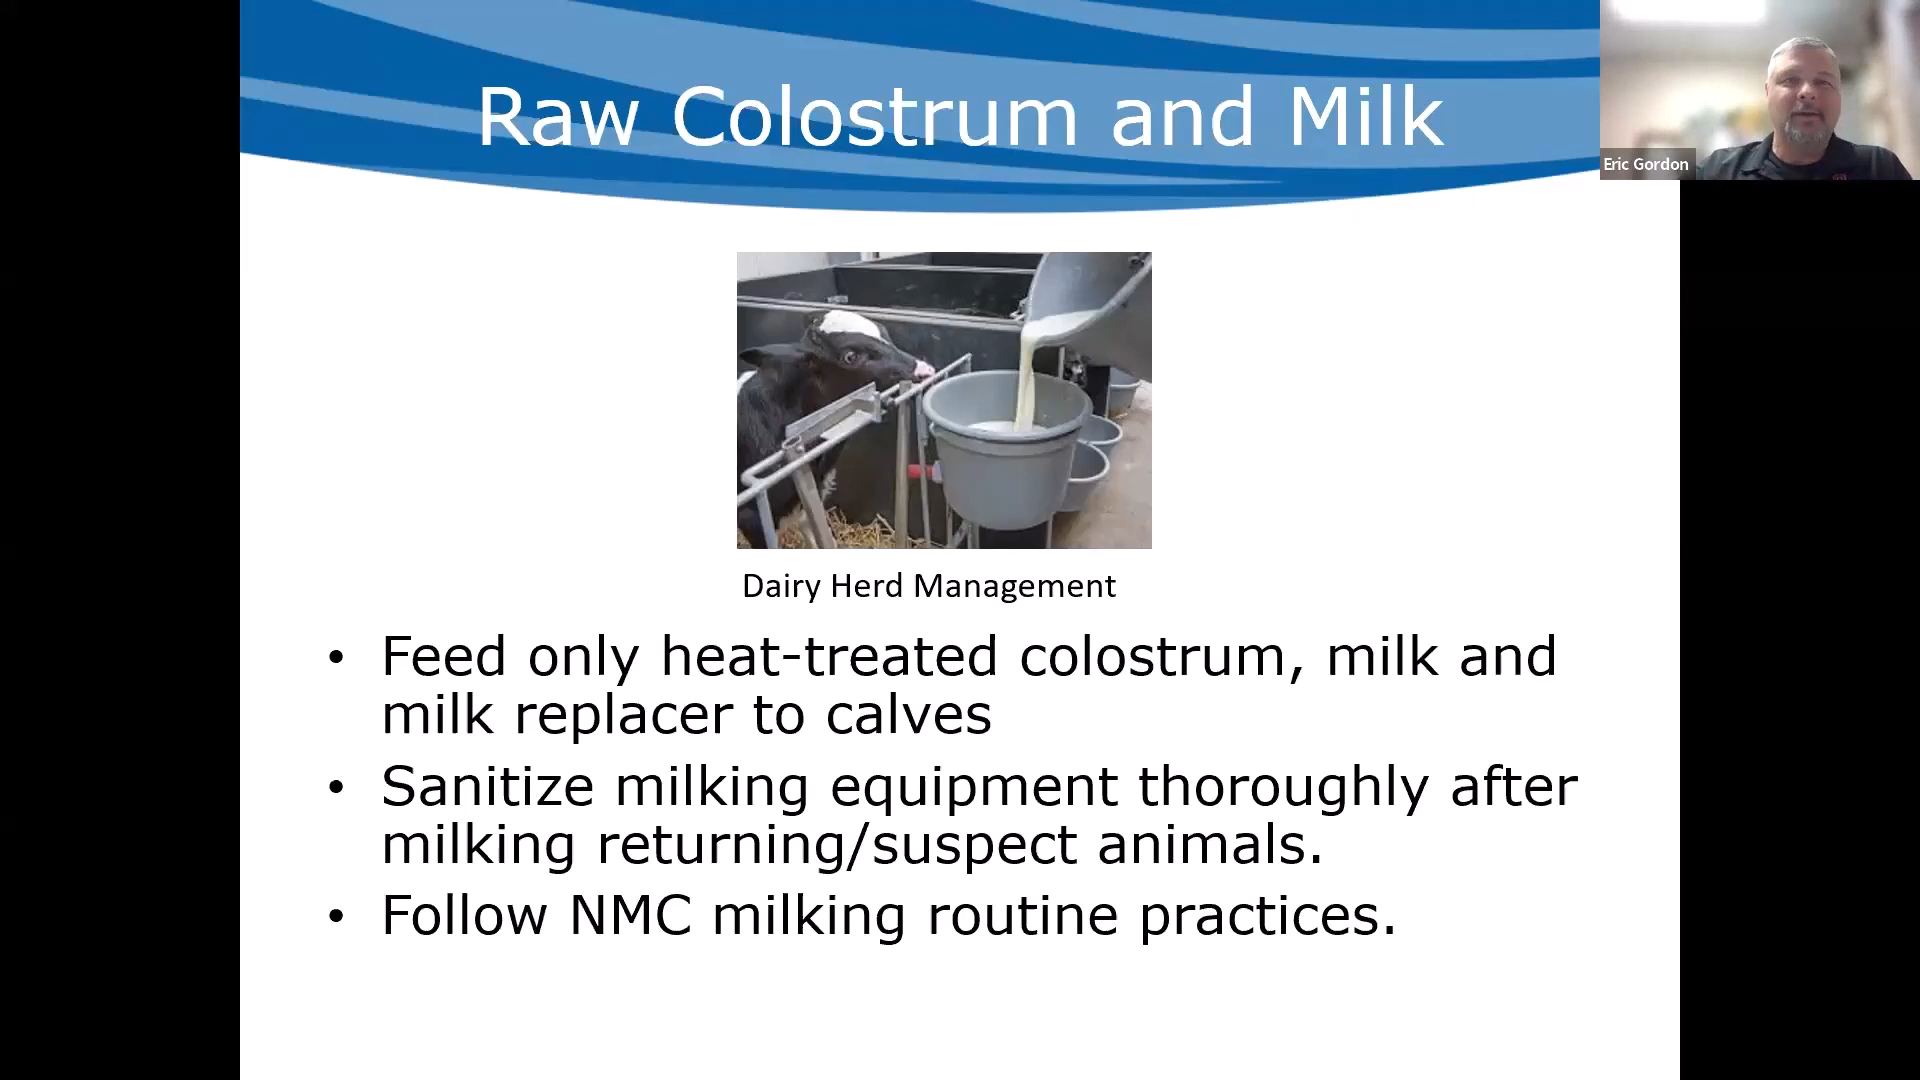 Raw Colostrum and Milk
Eric Gordon
Dairy Herd Management
• Feed only heat-treated colostrum, milk and
milk replacer to calves
• Sanitize milking equipment thoroughly after
milking returning/suspect animals.
• Follow NMC milking routine practices.